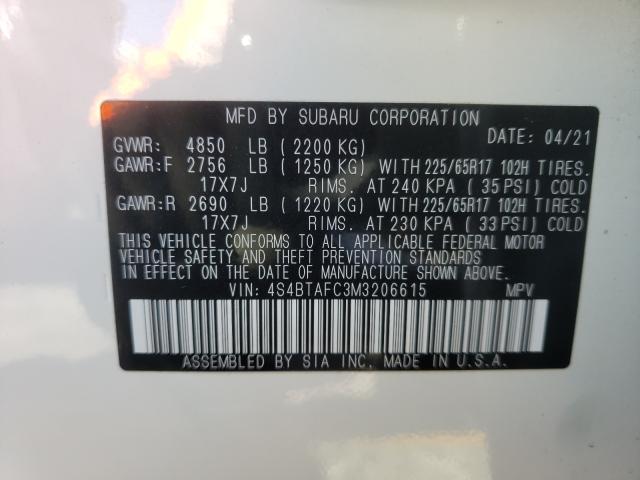 MFD BY SUBARU CORPORATION
DATE: 04/21
GVWR: 4850 LB (2200 KG)
GAWR:F 2756 LB (1250 KG) WITH 225/65R17 102H TIRES.
17X7J RIMS. AT 240 KPA (35 PSI) COLD
GAWR:R 2690 LB (1220 KG) WITH 225/65R17 102H TIRES.
17X7J RIMS. AT 230 KPA (33 PSI) COLD
THIS VEHICLE CONFORMS TO ALL APPLICABLE FEDERAL MOTOR
VEHICLE SAFETY AND THEFT PREVENTION STANDARDS
IN EFFECT ON THE DATE OF MANUFACTURE SHOWN ABOVE.
VIN: 4S4BTAFC3M3206615 MPV
ASSEMBLED BY SIA INC. MADE IN U.S.A.